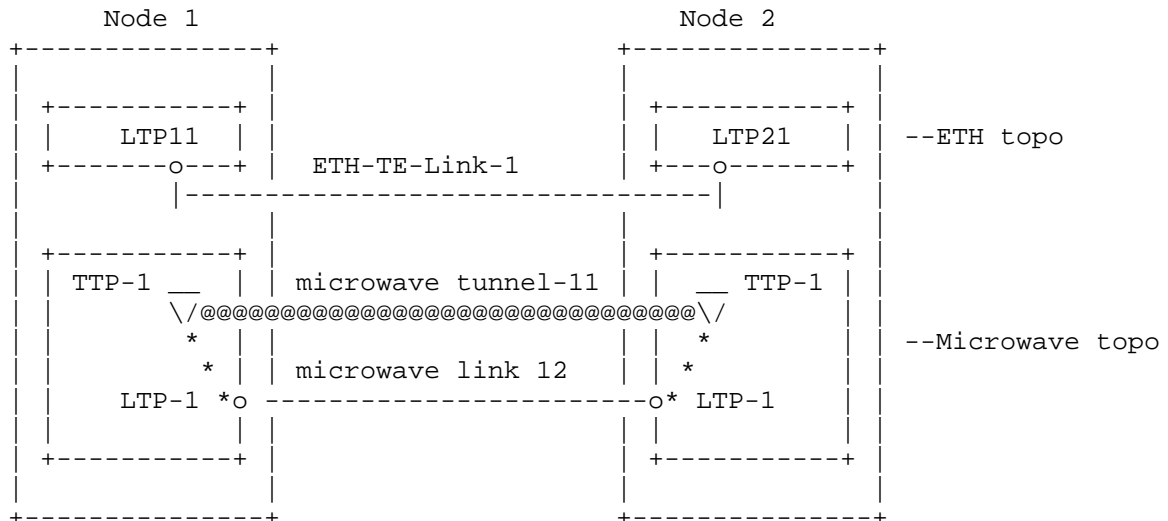 Node 1 Node 2
LTP11 LTP21 --ETH topo
ETH-TE-Link-1
TTP-1 microwave tunnel-11 TTP-1
\/@@@@@@@@@@@@@@@@@@@@@@@@@@@@@@@\/
* * --Microwave topo
* microwave link 12 *
LTP-1 *o ------------------------o* LTP-1